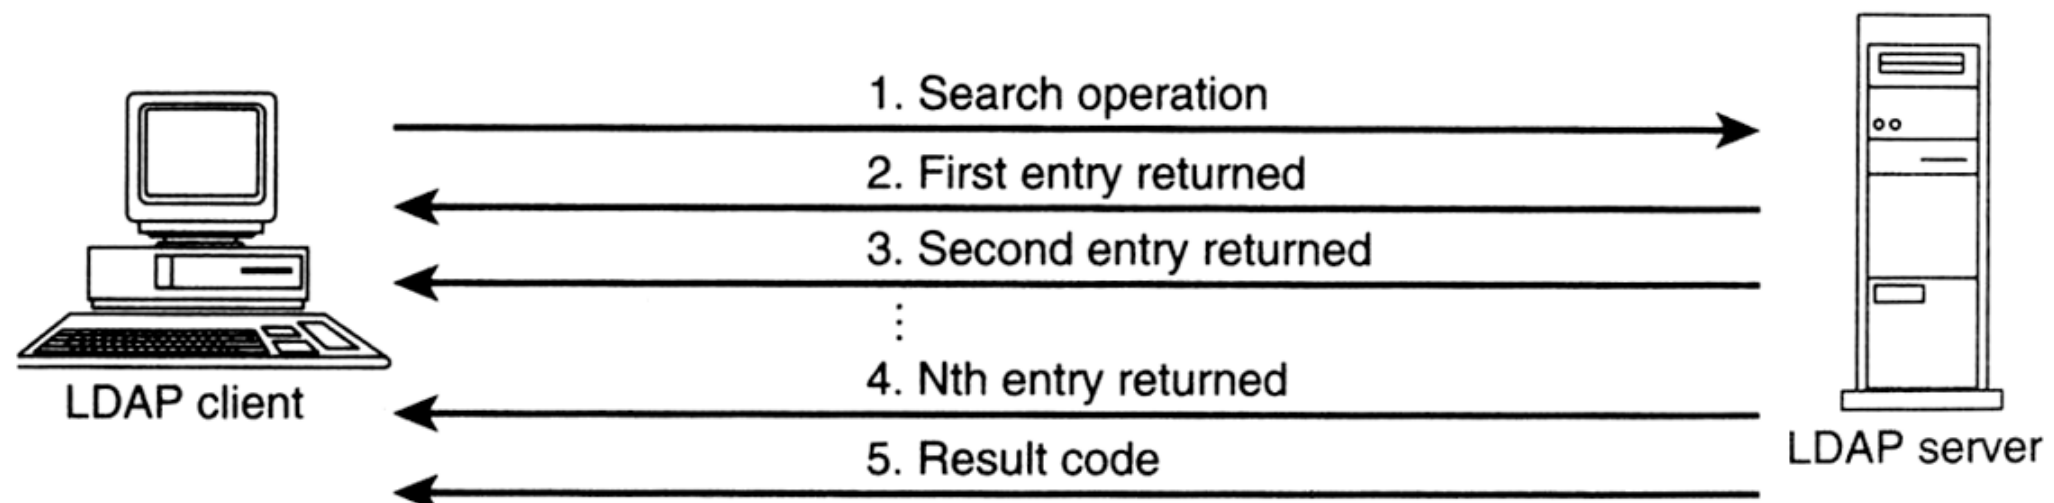 1. Search operation
2. First entry returned
3. Second entry returned
⋮
4. Nth entry returned
5. Result code
LDAP client
LDAP server